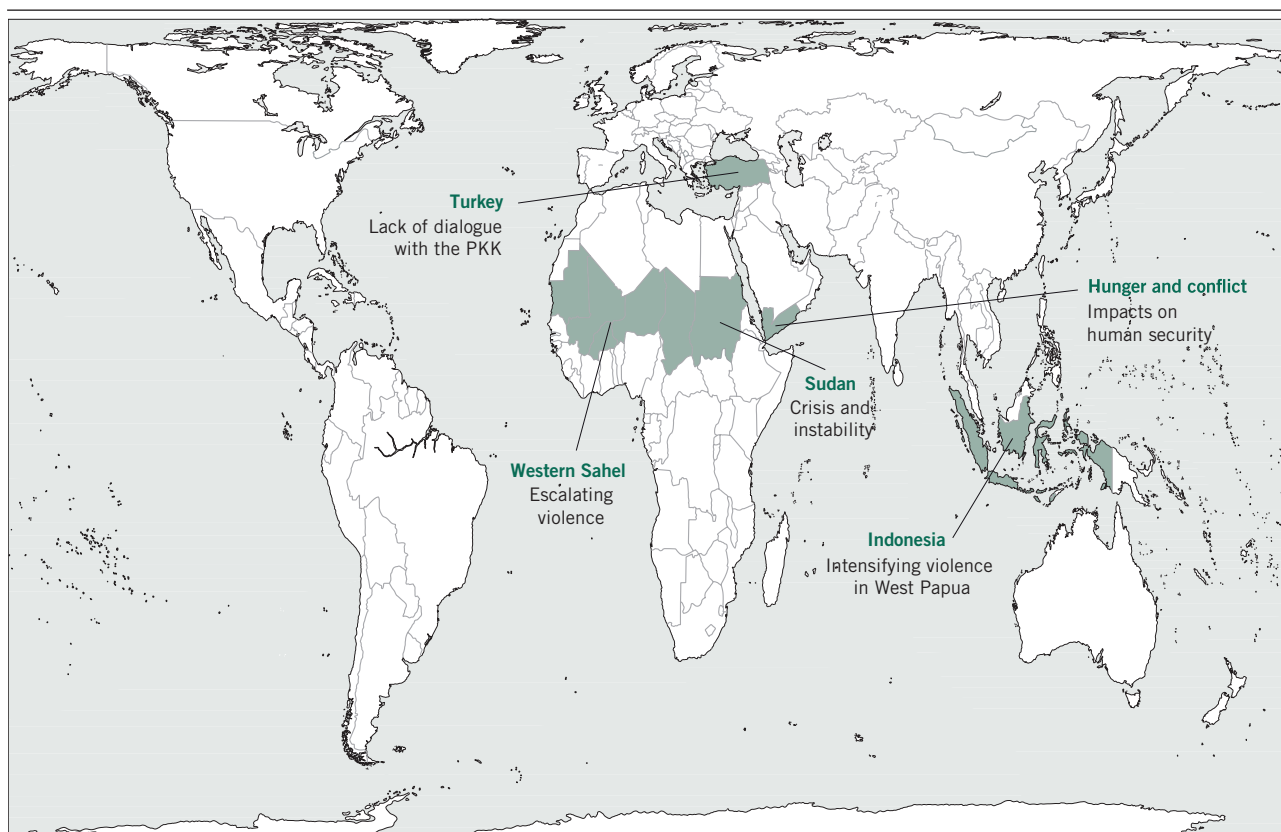 Turkey
Lack of dialogue
with the PKK
Hunger and conflict
Impacts on
human security
Sudan
Crisis and
instability
Western Sahel
Escalating
violence
Indonesia
Intensifying violence
in West Papua